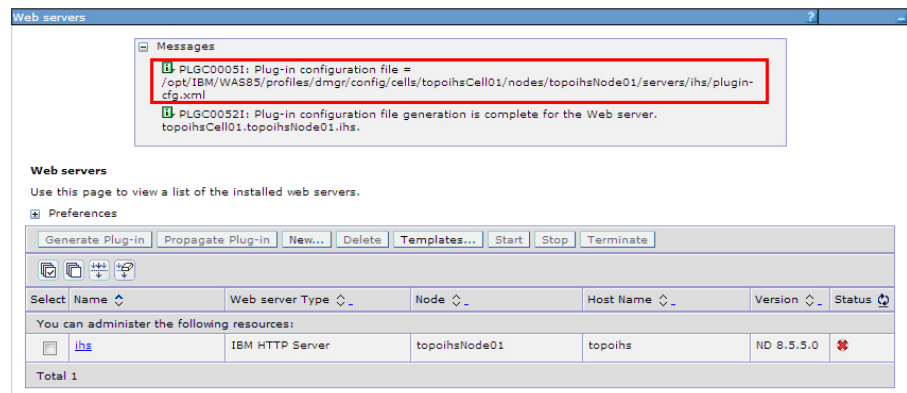 Web servers ? _
Messages
PLGC0005I: Plug-in configuration file =
/opt/IBM/WAS85/profiles/dmgr/config/cells/topoihsCell01/nodes/topoihsNode01/servers/ihs/plugin-
cfg.xml
PLGC0052I: Plug-in configuration file generation is complete for the Web server.
topoihsCell01.topoihsNode01.ihs.
Web servers
Use this page to view a list of the installed web servers.
Preferences
Generate Plug-in Propagate Plug-in New... Delete Templates... Start Stop Terminate
Select Name Web server Type Node Host Name Version Status
You can administer the following resources:
ihs IBM HTTP Server topoihsNode01 topoihs ND 8.5.5.0
Total 1